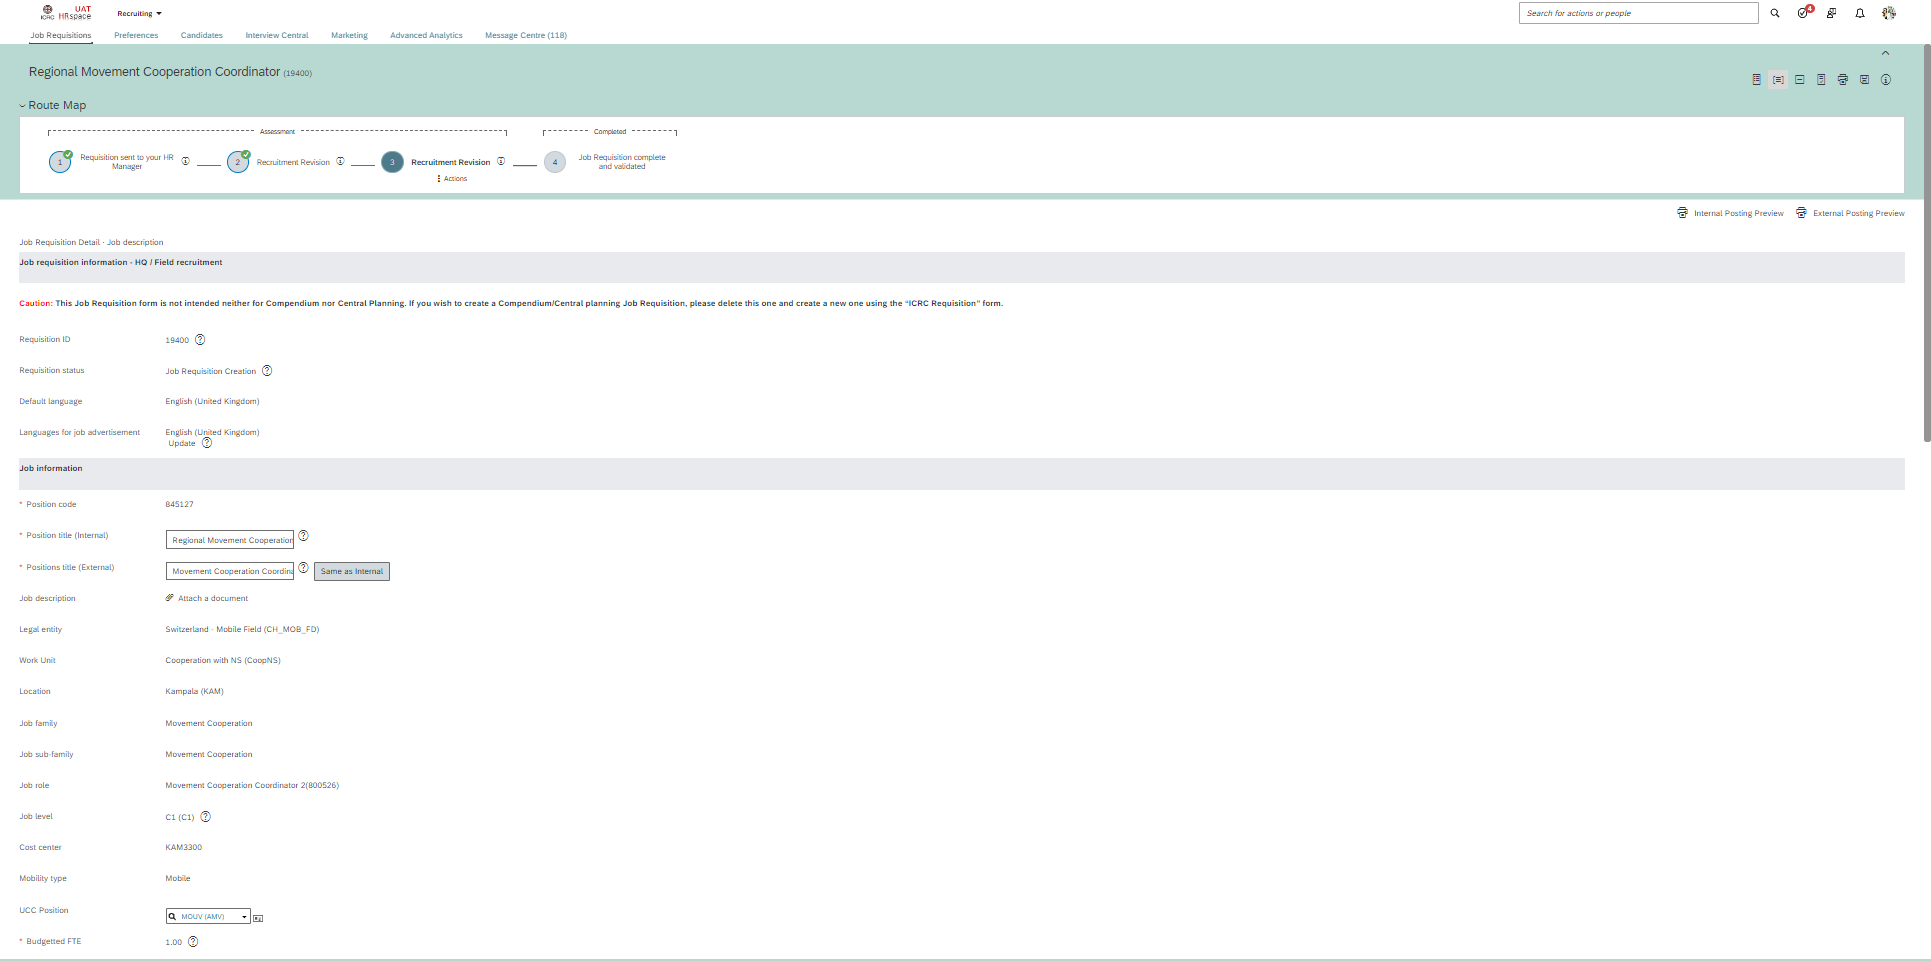 ICRC
UAT
HRspace
Recruiting
Search for actions or people
4
Job Requisitions
Preferences
Candidates
Interview Central
Marketing
Advanced Analytics
Message Centre (118)
Regional Movement Cooperation Coordinator (19400)
Route Map
Assessment
Completed
1
Requisition sent to your HR
Manager
2
Recruitment Revision
3
Recruitment Revision
Actions
4
Job Requisition complete
and validated
Internal Posting Preview
External Posting Preview
Job Requisition Detail - Job description
Job requisition information - HQ / Field recruitment
Caution: This Job Requisition form is not intended neither for Compendium nor Central Planning. If you wish to create a Compendium/Central planning Job Requisition, please delete this one and create a new one using the “ICRC Requisition” form.
Requisition ID
19400
Requisition status
Job Requisition Creation
Default language
English (United Kingdom)
Languages for job advertisement
English (United Kingdom)
Update
Job information
* Position code
845127
* Position title (Internal)
Regional Movement Cooperation
* Positions title (External)
Movement Cooperation Coordina
Same as Internal
Job description
Attach a document
Legal entity
Switzerland - Mobile Field (CH_MOB_FD)
Work Unit
Cooperation with NS (CoopNS)
Location
Kampala (KAM)
Job family
Movement Cooperation
Job sub-family
Movement Cooperation
Job role
Movement Cooperation Coordinator 2(800526)
Job level
C1 (C1)
Cost center
KAM3300
Mobility type
Mobile
UCC Position
MOUV (AMV)
* Budgetted FTE
1.00